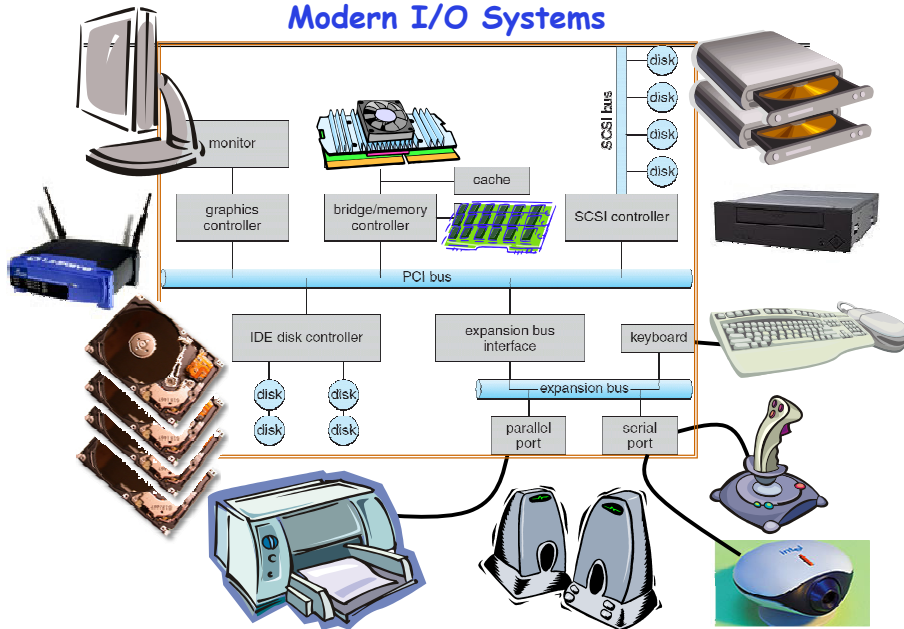 Modern I/O Systems
disk
disk
disk
disk
SCSI bus
monitor
cache
graphics
controller
bridge/memory
controller
SCSI controller
PCI bus
IDE disk controller
expansion bus
interface
keyboard
disk
disk
disk
disk
expansion bus
parallel
port
serial
port
intel